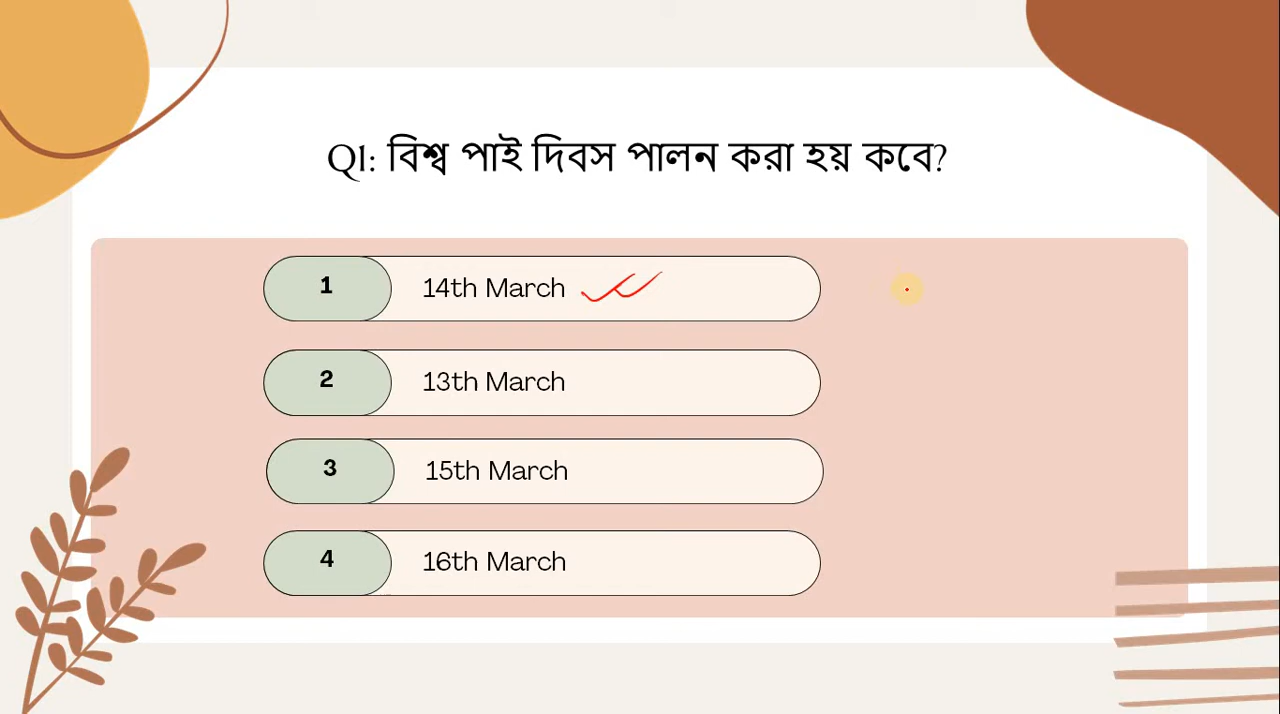 Q1: বিশ্ব পাই দিবস পালন করা হয় কবে?
1 14th March
2 13th March
3 15th March
4 16th March